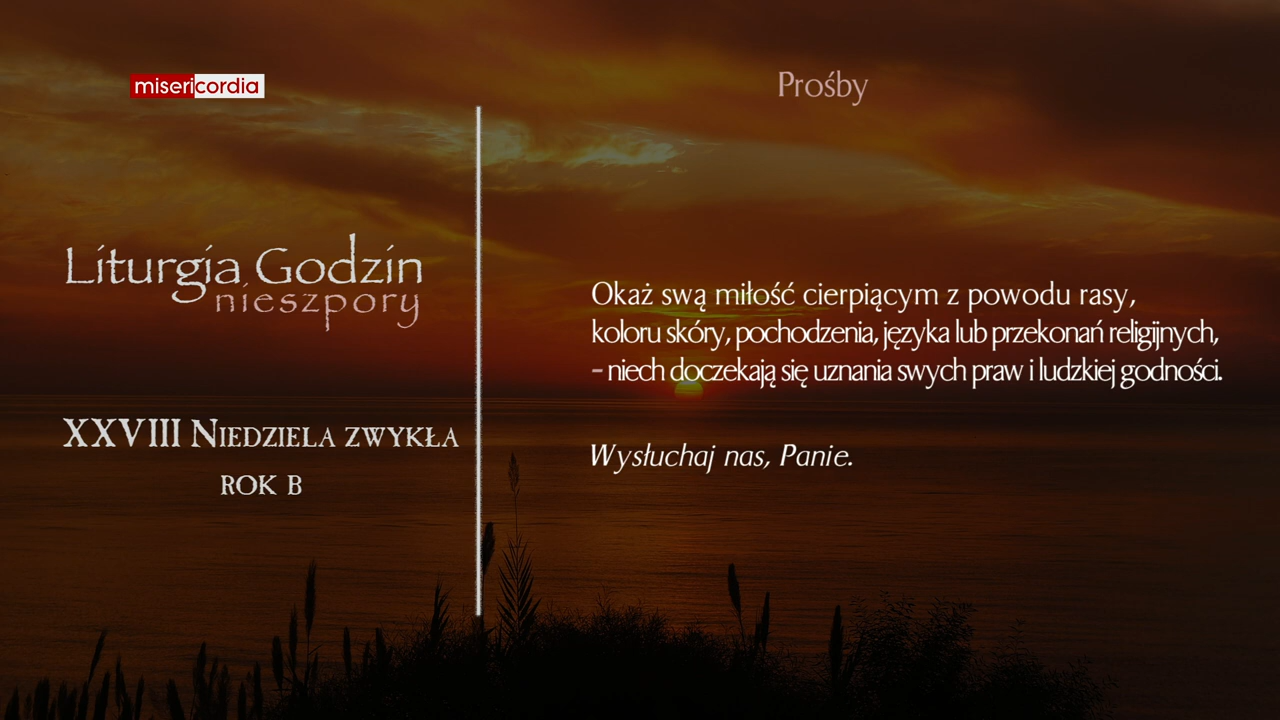 misericordia
Prośby
Liturgia Godzin
nieszpory
XXVIII Niedziela zwykła
rok B
Okaż swą miłość cierpiącym z powodu rasy,
koloru skóry, pochodzenia, języka lub przekonań religijnych,
- niech doczekają się uznania swych praw i ludzkiej godności.
Wysłuchaj nas, Panie.